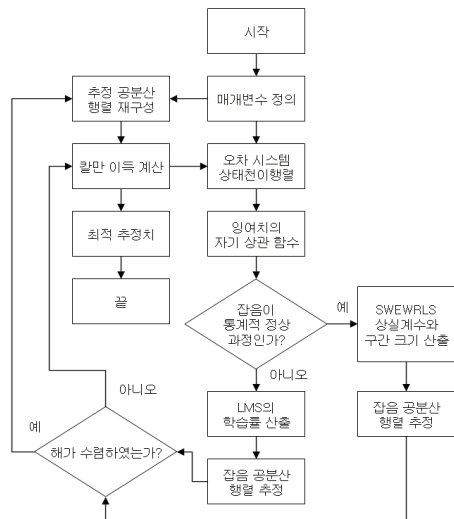 시작
추정 공분산
행렬 재구성
매개변수 정의
칼만 이득 계산
오차 시스템
상태천이행렬
최적 추정치
잉여치의
자기 상관 함수
끝
잡음이
통계적 정상
과정인가?
예
SWEWRLS
상실계수와
구간 크기 산출
아니오
아니오
LMS의
학습률 산출
잡음 공분산
행렬 추정
예
해가 수렴하였는가?
잡음 공분산
행렬 추정